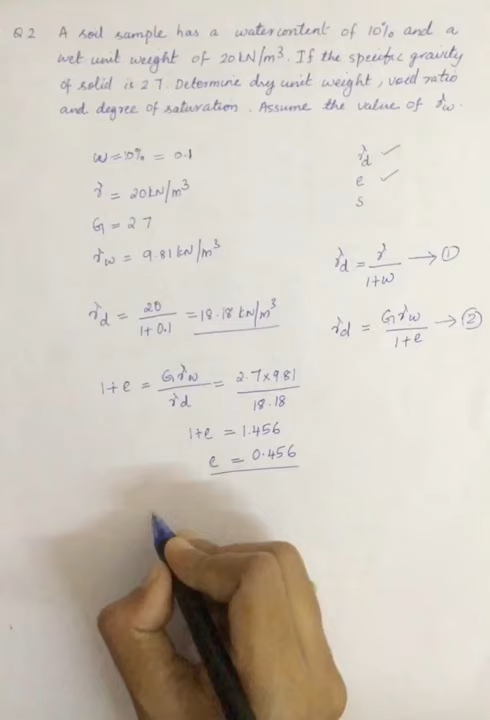 Q2 A soil sample has a water content of 10% and a
wet unit weight of 20 kN/m³. If the specific gravity
of solid is 2.7. Determine dry unit weight, void ratio
and degree of saturation. Assume the value of γw.
w = 10% = 0.1
γ = 20 kN/m³
G = 2.7
γw = 9.81 kN/m³
γd = 20 / 1+0.1 = 18.18 kN/m³
1+e = Gγw / γd = 2.7×9.81 / 18.18
1+e = 1.456
e = 0.456
γd ✓
e ✓
S
γd = γ / 1+w → ①
γd = Gγw / 1+e → ②